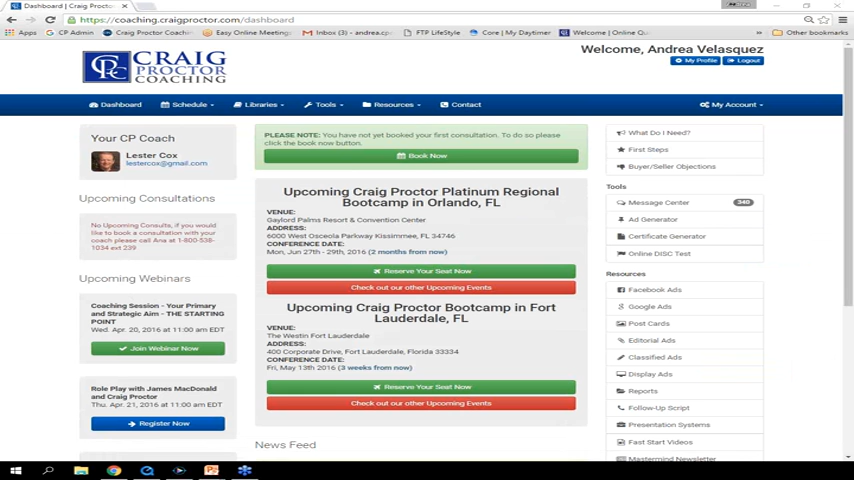 Dashboard | Craig Proctor
https://coaching.craigproctor.com/dashboard
Apps CP Admin Craig Proctor Coaching Easy Online Meeting Inbox (3) - andrea.cp FTP LifeStyle Core | My Daytimer Welcome | Online Qu » Other bookmarks
CRAIG
PROCTOR
COACHING
Welcome, Andrea Velasquez
My Profile Logout
Dashboard Schedule Libraries Tools Resources Contact My Account
Your CP Coach
Lester Cox
lestercox@gmail.com
Upcoming Consultations
No Upcoming Consults, if you would
like to book a consultation with your
coach please call Ana at 1-800-538-
1034 ext 239
Upcoming Webinars
Coaching Session - Your Primary
and Strategic Aim - THE STARTING
POINT
Wed. Apr. 20, 2016 at 11:00 am EDT
Join Webinar Now
Role Play with James MacDonald
and Craig Proctor
Thu. Apr. 21, 2016 at 11:00 am EDT
Register Now
PLEASE NOTE: You have not yet booked your first consultation. To do so please
click the book now button.
Book Now
Upcoming Craig Proctor Platinum Regional
Bootcamp in Orlando, FL
VENUE:
Gaylord Palms Resort & Convention Center
ADDRESS:
6000 West Osceola Parkway Kissimmee, FL 34746
CONFERENCE DATE:
Mon, Jun 27th - 29th, 2016 (2 months from now)
Reserve Your Seat Now
Check out our other Upcoming Events
Upcoming Craig Proctor Bootcamp in Fort
Lauderdale, FL
VENUE:
The Westin Fort Lauderdale
ADDRESS:
400 Corporate Drive, Fort Lauderdale, Florida 33334
CONFERENCE DATE:
Fri, May 13th 2016 (3 weeks from now)
Reserve Your Seat Now
Check out our other Upcoming Events
News Feed
What Do I Need?
First Steps
Buyer/Seller Objections
Tools
Message Center 340
Ad Generator
Certificate Generator
Online DISC Test
Resources
Facebook Ads
Google Ads
Post Cards
Editorial Ads
Classified Ads
Display Ads
Reports
Follow-Up Script
Presentation Systems
Fast Start Videos
Mastermind Newsletter